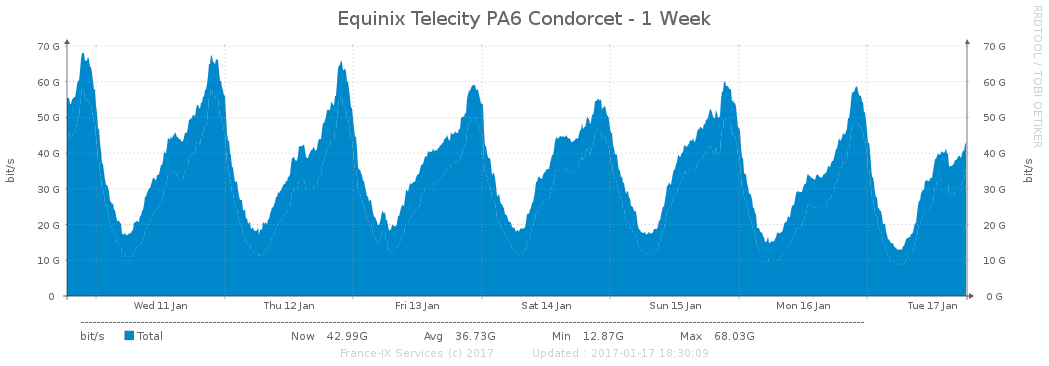 Equinix Telecity PA6 Condorcet - 1 Week
RRDTOOL / TOBI OETIKER
bit/s
70 G 70 G
60 G 60 G
50 G 50 G
40 G 40 G
30 G 30 G
20 G 20 G
10 G 10 G
0 0 G
bit/s
Wed 11 Jan Thu 12 Jan Fri 13 Jan Sat 14 Jan Sun 15 Jan Mon 16 Jan Tue 17 Jan
bit/s Total Now 42.99G Avg 36.73G Min 12.87G Max 68.03G
France-IX Services (c) 2017 Updated : 2017-01-17 18:30:09